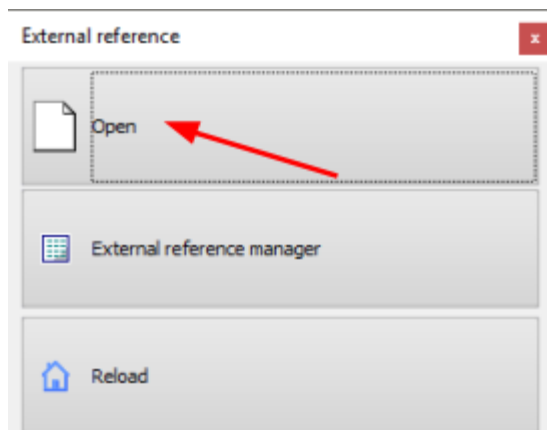 External reference
x
Open
External reference manager
Reload